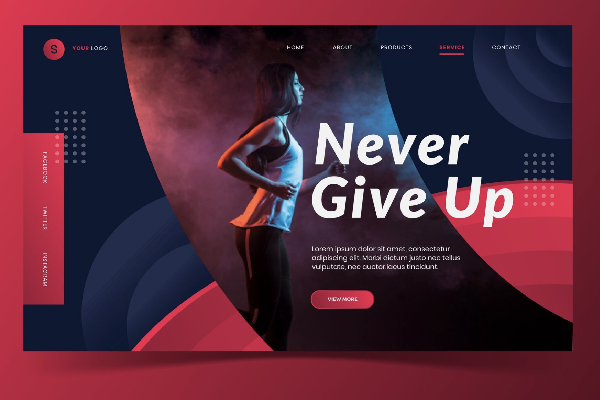 S
YOUR LOGO
HOME
ABOUT
PRODUCTS
SERVICE
CONTACT
FACEBOOK
TWITTER
INSTAGRAM
Never
Give Up
Lorem ipsum dolor sit amet, consectetur
adipiscing elit. Morbi dictum justo nec tellus
vulputate, nec auctor lacus tincidunt.
VIEW MORE